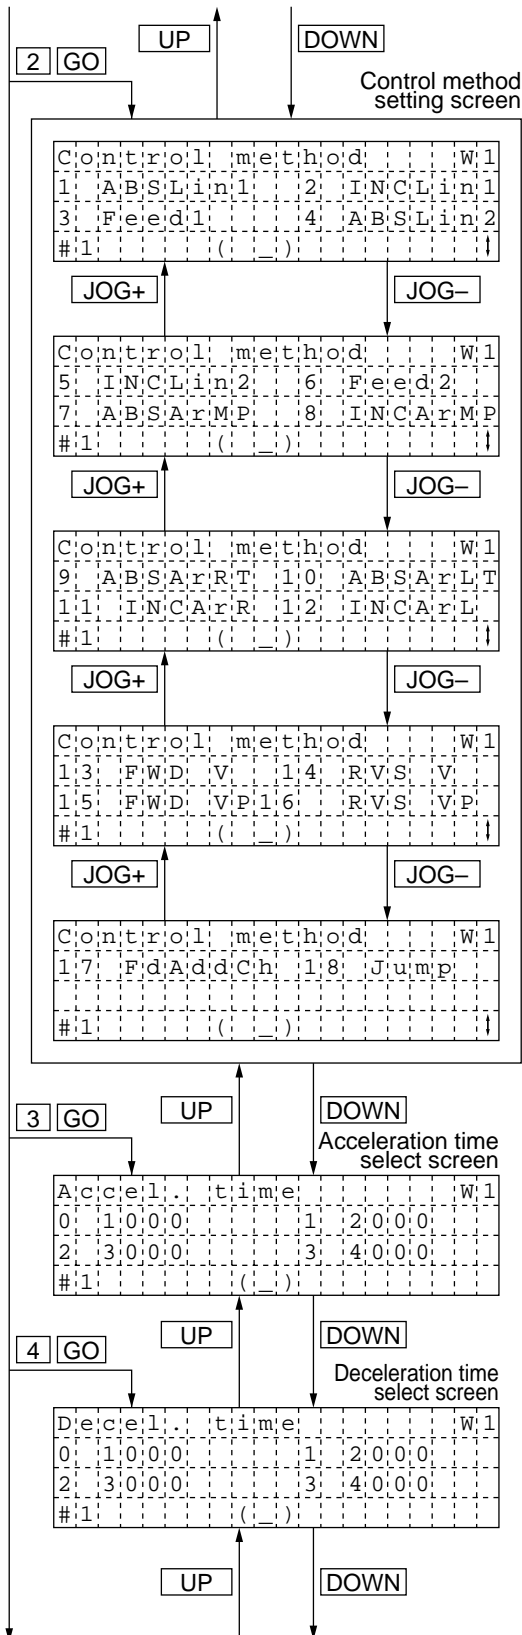 UP DOWN
2 GO
Control method
setting screen
Control method W1
1 ABSLin1 2 INCLin1
3 Feed1 4 ABSLin2
#1 ( _ ) ↕
JOG+ JOG–
Control method W1
5 INCLin2 6 Feed2
7 ABSArMP 8 INCArMP
#1 ( _ ) ↕
JOG+ JOG–
Control method W1
9 ABSArRT 10 ABSArLT
11 INCArR 12 INCArL
#1 ( _ ) ↕
JOG+ JOG–
Control method W1
13 FWD V 14 RVS V
15 FWD VP16 RVS VP
#1 ( _ ) ↕
JOG+ JOG–
Control method W1
17 FdAddCh 18 Jump
#1 ( _ ) ↕
UP DOWN
3 GO
Acceleration time
select screen
Accel. time W1
0 1000 1 2000
2 3000 3 4000
#1 (_)
UP DOWN
4 GO
Deceleration time
select screen
Decel. time W1
0 1000 1 2000
2 3000 3 4000
#1 (_)
UP DOWN